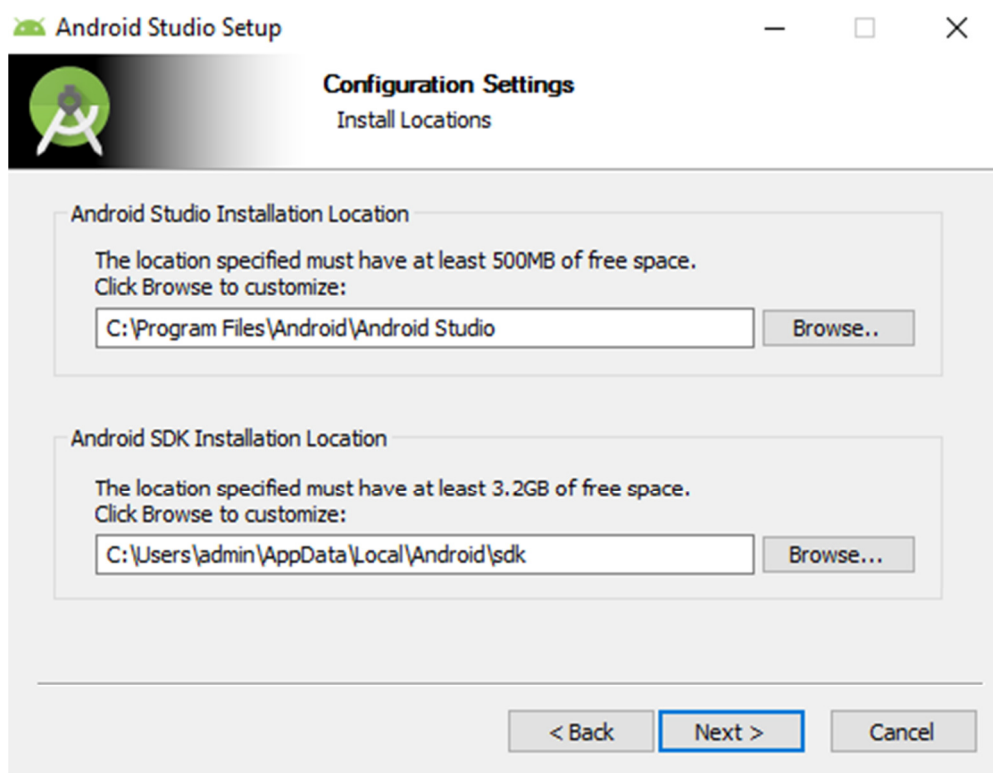 Android Studio Setup
Configuration Settings
Install Locations
Android Studio Installation Location
The location specified must have at least 500MB of free space.
Click Browse to customize:
C:\Program Files\Android\Android Studio
Browse..
Android SDK Installation Location
The location specified must have at least 3.2GB of free space.
Click Browse to customize:
C:\Users\admin\AppData\Local\Android\sdk
Browse...
< Back Next > Cancel